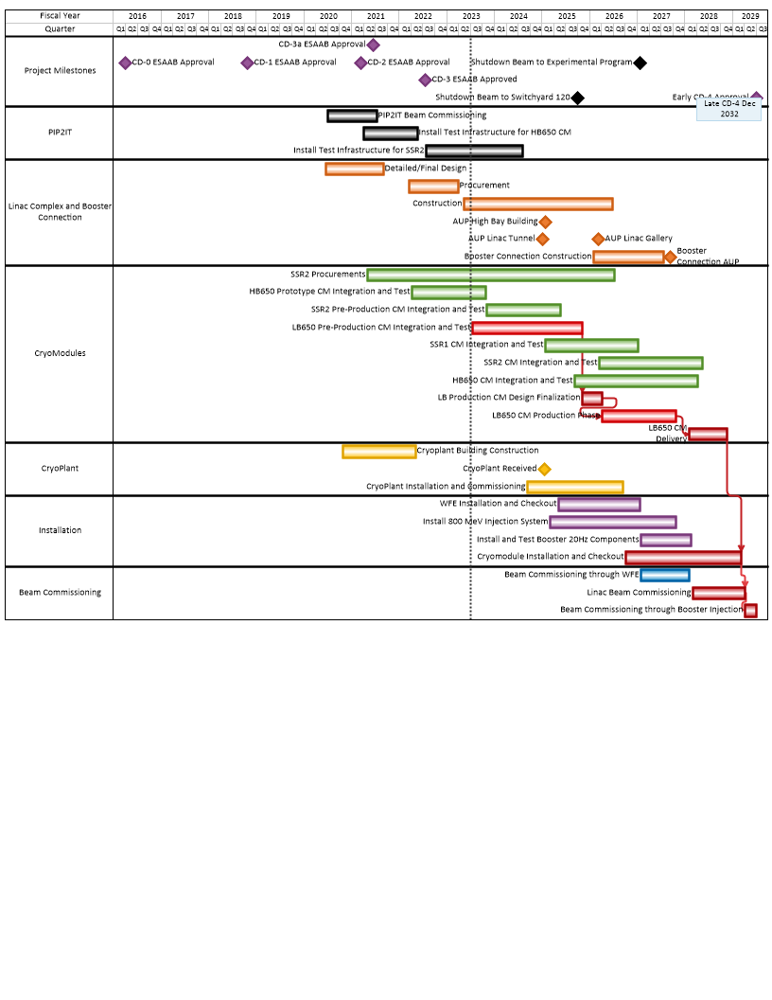 Fiscal Year 2016 2017 2018 2019 2020 2021 2022 2023 2024 2025 2026 2027 2028 2029
Quarter Q1 Q2 Q3 Q4 Q1 Q2 Q3 Q4 Q1 Q2 Q3 Q4 Q1 Q2 Q3 Q4 Q1 Q2 Q3 Q4 Q1 Q2 Q3 Q4 Q1 Q2 Q3 Q4 Q1 Q2 Q3 Q4 Q1 Q2 Q3 Q4 Q1 Q2 Q3 Q4 Q1 Q2 Q3 Q4 Q1 Q2 Q3 Q4 Q1 Q2 Q3 Q4 Q1 Q2 Q3
Project Milestones
CD-3a ESAAB Approval
CD-0 ESAAB Approval CD-1 ESAAB Approval CD-2 ESAAB Approval Shutdown Beam to Experimental Program
CD-3 ESAAB Approved
Shutdown Beam to Switchyard 120 Early CD-4 Approval
Late CD-4 Dec
2032
PIP2IT
PIP2IT Beam Commissioning
Install Test Infrastructure for HB650 CM
Install Test Infrastructure for SSR2
Linac Complex and Booster
Connection
Detailed/Final Design
Procurement
Construction
AUP High Bay Building
AUP Linac Tunnel AUP Linac Gallery
Booster Connection Construction Booster
Connection AUP
CryoModules
SSR2 Procurements
HB650 Prototype CM Integration and Test
SSR2 Pre-Production CM Integration and Test
LB650 Pre-Production CM Integration and Test
SSR1 CM Integration and Test
SSR2 CM Integration and Test
HB650 CM Integration and Test
LB Production CM Design Finalization
LB650 CM Production Phase
LB650 CM
Delivery
CryoPlant
Cryoplant Building Construction
CryoPlant Received
CryoPlant Installation and Commissioning
Installation
WFE Installation and Checkout
Install 800 MeV Injection System
Install and Test Booster 20Hz Components
Cryomodule Installation and Checkout
Beam Commissioning
Beam Commissioning through WFE
Linac Beam Commissioning
Beam Commissioning through Booster Injection